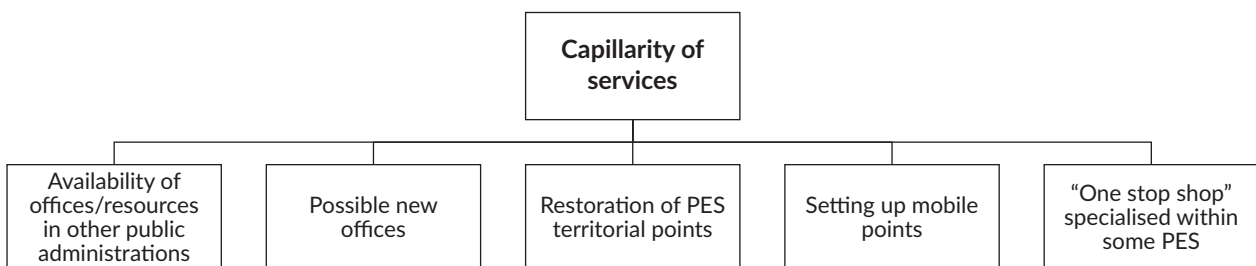 Capillarity of
services
Availability of
offices/resources
in other public
administrations
Possible new
offices
Restoration of PES
territorial points
Setting up mobile
points
“One stop shop”
specialised within
some PES